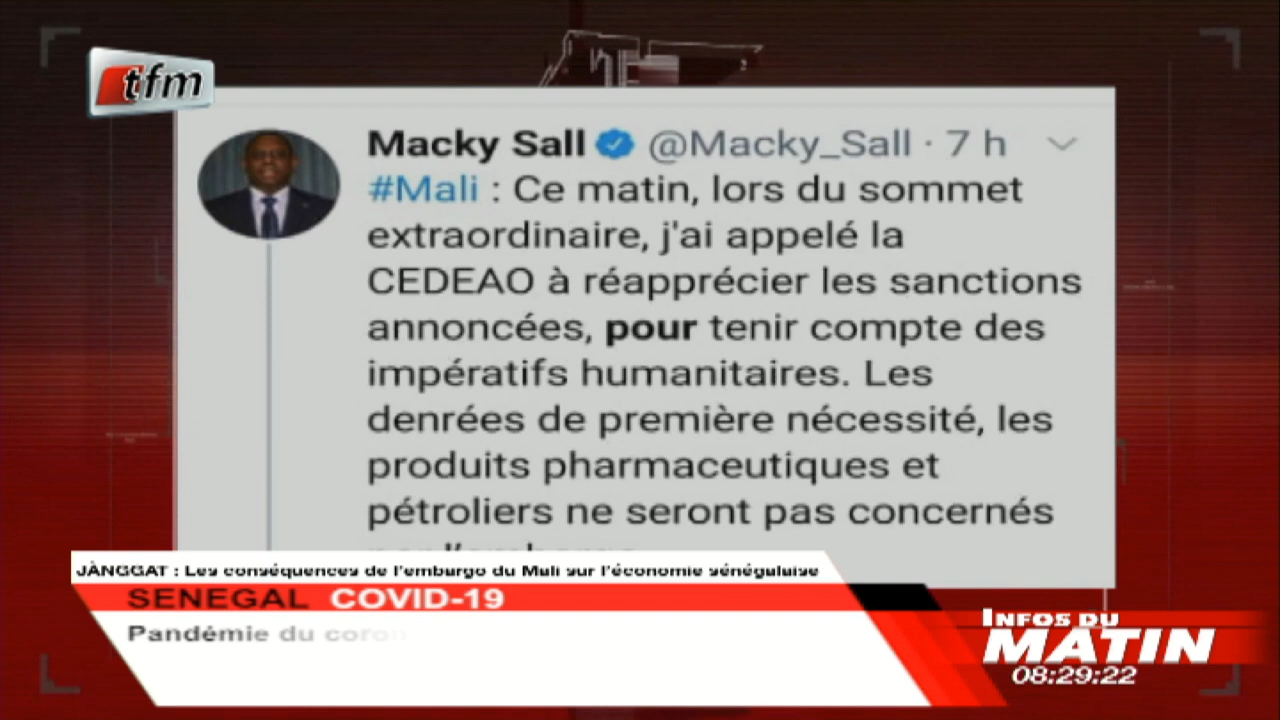 tfm
Macky Sall @Macky_Sall · 7 h
#Mali : Ce matin, lors du sommet
extraordinaire, j'ai appelé la
CEDEAO à réapprécier les sanctions
annoncées, pour tenir compte des
impératifs humanitaires. Les
denrées de première nécessité, les
produits pharmaceutiques et
pétroliers ne seront pas concernés
JÀNGGAT : Les conséquences de l'embargo du Mali sur l'économie sénégalaise
SENEGAL COVID-19
Pandémie du coron
INFOS DU
MATIN
08:29:22